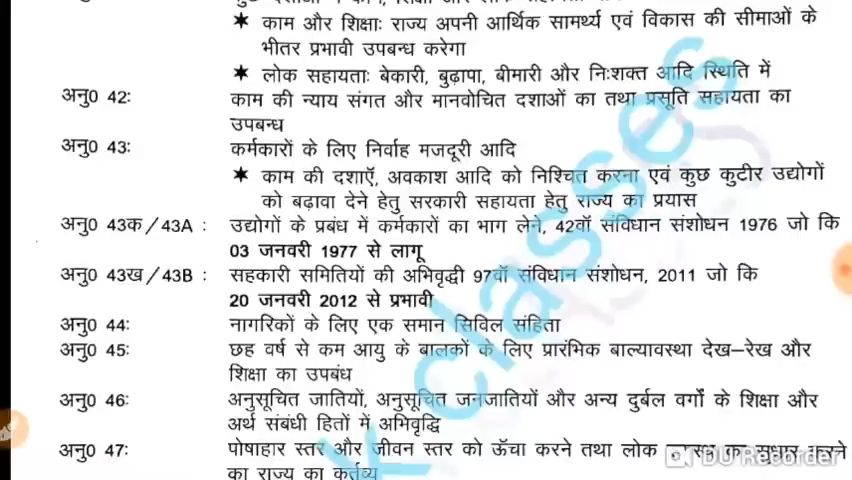 ★ काम और शिक्षाः राज्य अपनी आर्थिक सामर्थ्य एवं विकास की सीमाओं के
भीतर प्रभावी उपबन्ध करेगा
★ लोक सहायताः बेकारी, बुढ़ापा, बीमारी और निःशक्त आदि स्थिति में
अनु0 42ः काम की न्याय संगत और मानवोचित दशाओं का तथा प्रसूति सहायता का
उपबन्ध
अनु0 43ः कर्मकारों के लिए निर्वाह मजदूरी आदि
★ काम की दशाऍ, अवकाश आदि को निश्चित करना एवं कुछ कुटीर उद्योगों
को बढ़ावा देने हेतु सरकारी सहायता हेतु राज्य का प्रयास
अनु0 43क/43A : उद्योगों के प्रबंध में कर्मकारों का भाग लेने, 42वॉ संविधान संशोधन 1976 जो कि
03 जनवरी 1977 से लागू
अनु0 43ख/43B : सहकारी समितियों की अभिवृद्धी 97वॉ संविधान संशोधन, 2011 जो कि
20 जनवरी 2012 से प्रभावी
अनु0 44: नागरिकों के लिए एक समान सिविल संहिता
अनु0 45: छह वर्ष से कम आयु के बालकों के लिए प्रारंभिक बाल्यावस्था देख–रेख और
शिक्षा का उपबंध
अनु0 46: अनुसूचित जातियों, अनुसूचित जनजातियों और अन्य दुर्बल वर्गों के शिक्षा और
अर्थ संबंधी हितों में अभिवृद्धि
अनु0 47: पोषाहार स्तर और जीवन स्तर को ऊँचा करने तथा लोक का सुधार करने
का राज्य का कर्तव्य
k classes
DU Recorder